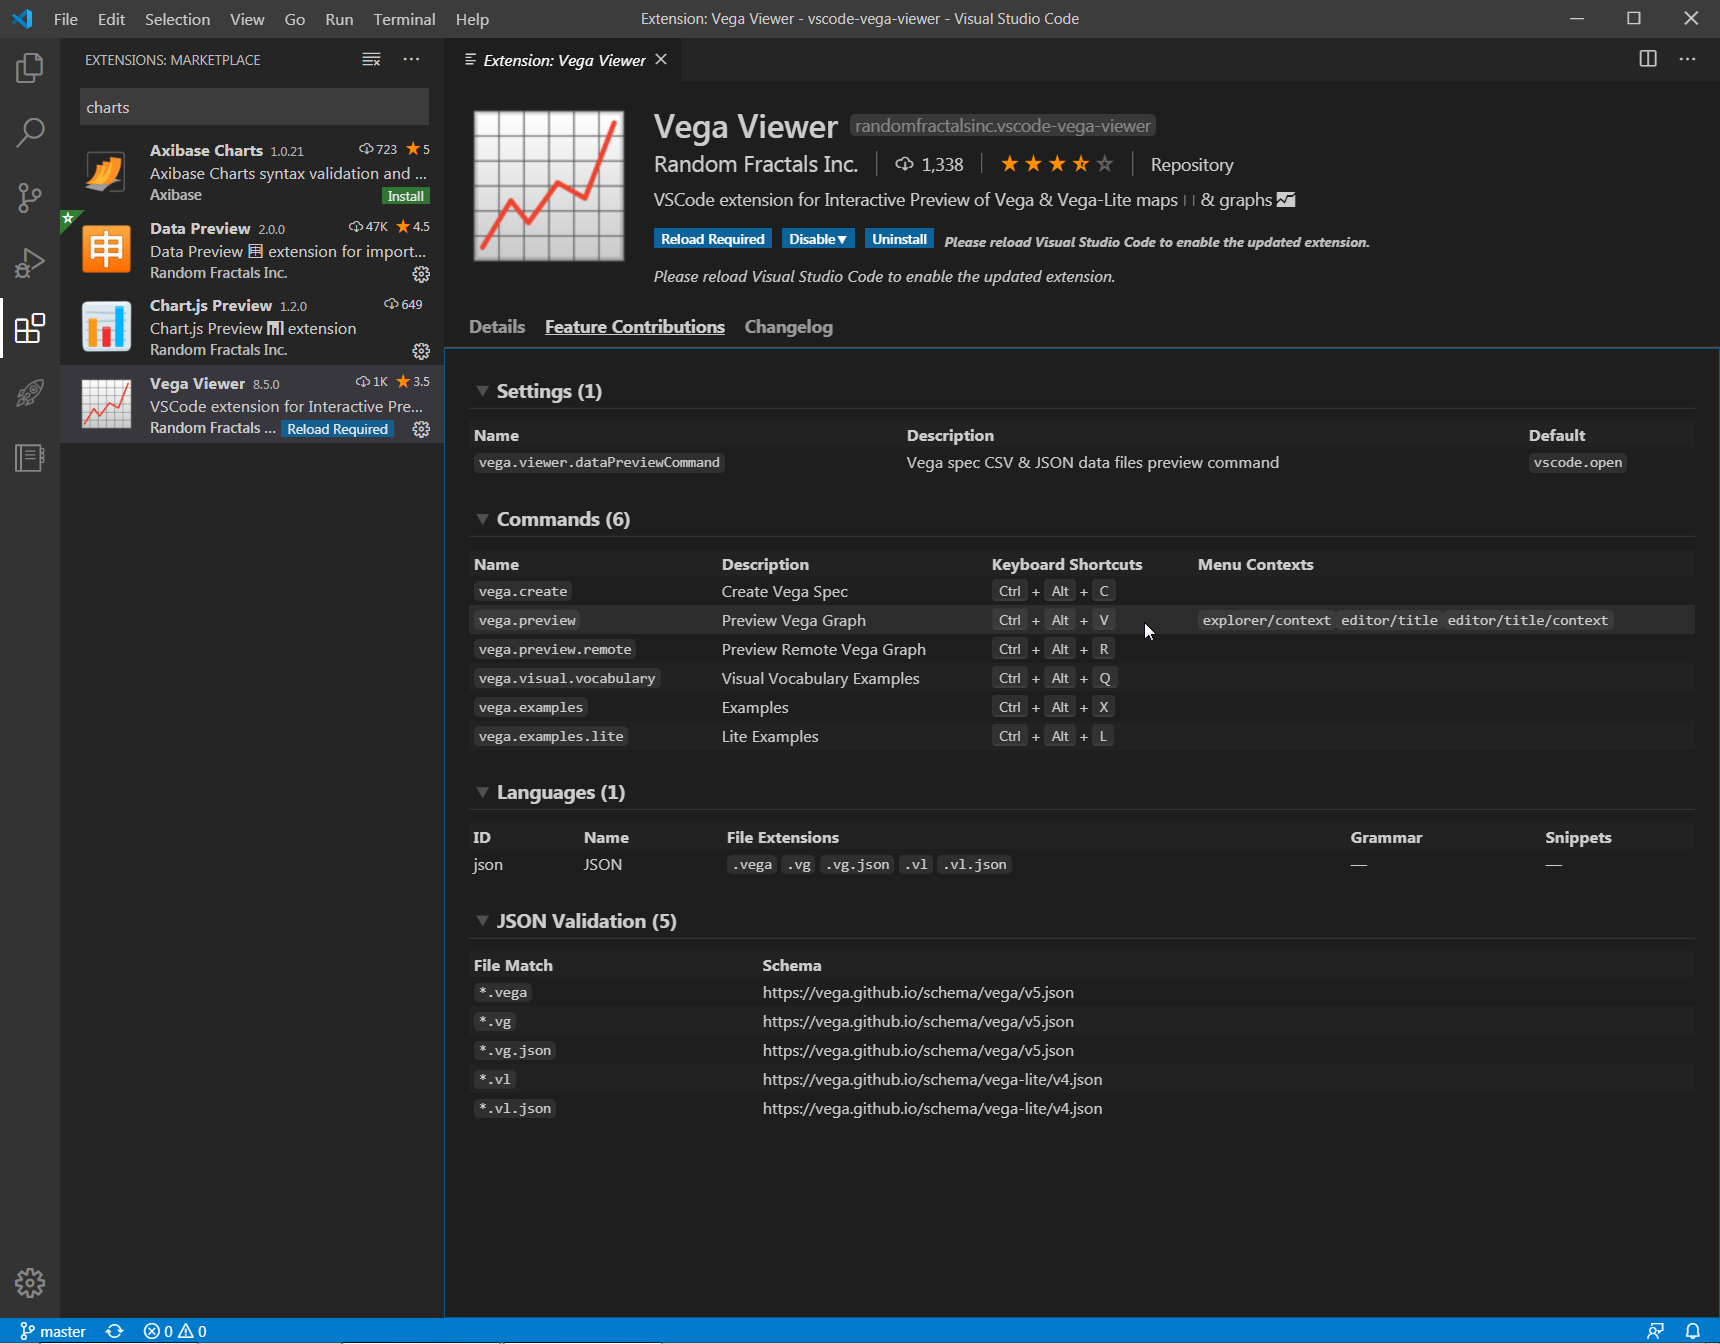 File Edit Selection View Go Run Terminal Help
Extension: Vega Viewer - vscode-vega-viewer - Visual Studio Code
EXTENSIONS: MARKETPLACE
charts
Axibase Charts 1.0.21 723 ★ 5
Axibase Charts syntax validation and ...
Axibase Install
Data Preview 2.0.0 47K ★ 4.5
Data Preview 🈸 extension for import...
Random Fractals Inc.
Chart.js Preview 1.2.0 649
Chart.js Preview 📊 extension
Random Fractals Inc.
Vega Viewer 8.5.0 1K ★ 3.5
VSCode extension for Interactive Pre...
Random Fractals ... Reload Required
Extension: Vega Viewer
申
Vega Viewer randomfractalsinc.vscode-vega-viewer
Random Fractals Inc. 1,338 Repository
VSCode extension for Interactive Preview of Vega & Vega-Lite maps & graphs
Reload Required Disable▼ Uninstall Please reload Visual Studio Code to enable the updated extension.
Please reload Visual Studio Code to enable the updated extension.
Details Feature Contributions Changelog
Settings (1)
Name Description Default
vega.viewer.dataPreviewCommand Vega spec CSV & JSON data files preview command vscode.open
Commands (6)
Name Description Keyboard Shortcuts Menu Contexts
vega.create Create Vega Spec Ctrl + Alt + C
vega.preview Preview Vega Graph Ctrl + Alt + V explorer/context editor/title editor/title/context
vega.preview.remote Preview Remote Vega Graph Ctrl + Alt + R
vega.visual.vocabulary Visual Vocabulary Examples Ctrl + Alt + Q
vega.examples Examples Ctrl + Alt + X
vega.examples.lite Lite Examples Ctrl + Alt + L
Languages (1)
ID Name File Extensions Grammar Snippets
json JSON .vega .vg .vg.json .vl .vl.json — —
JSON Validation (5)
File Match Schema
*.vega https://vega.github.io/schema/vega/v5.json
*.vg https://vega.github.io/schema/vega/v5.json
*.vg.json https://vega.github.io/schema/vega/v5.json
*.vl https://vega.github.io/schema/vega-lite/v4.json
*.vl.json https://vega.github.io/schema/vega-lite/v4.json
master 0 0